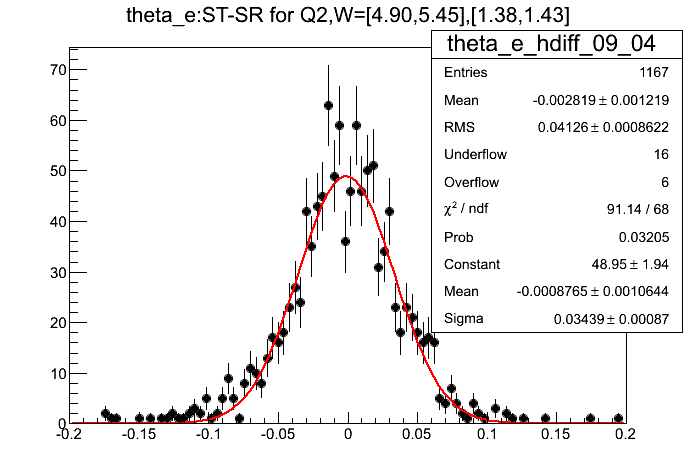 theta_e:ST-SR for Q2,W=[4.90,5.45],[1.38,1.43]
theta_e_hdiff_09_04
Entries 1167
Mean -0.002819 ± 0.001219
RMS 0.04126 ± 0.0008622
Underflow 16
Overflow 6
χ² / ndf 91.14 / 68
Prob 0.03205
Constant 48.95 ± 1.94
Mean -0.0008765 ± 0.0010644
Sigma 0.03439 ± 0.00087
70
60
50
40
30
20
10
0
-0.2 -0.15 -0.1 -0.05 0 0.05 0.1 0.15 0.2